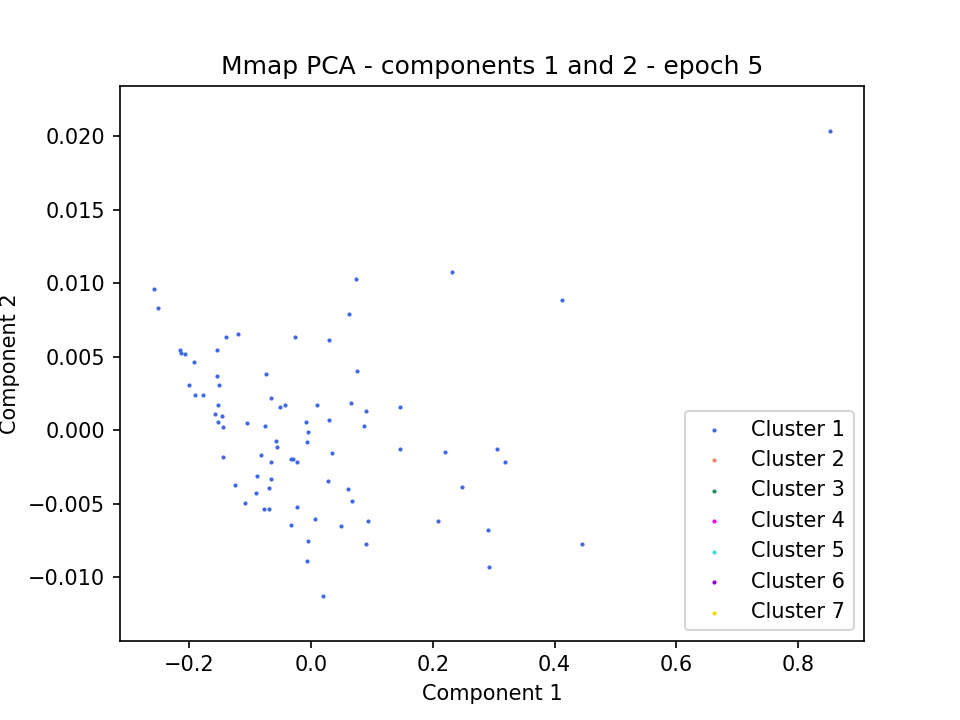 Mmap PCA - components 1 and 2 - epoch 5
Component 2
0.020
0.015
0.010
0.005
0.000
−0.005
−0.010
Cluster 1
Cluster 2
Cluster 3
Cluster 4
Cluster 5
Cluster 6
Cluster 7
−0.2 0.0 0.2 0.4 0.6 0.8
Component 1